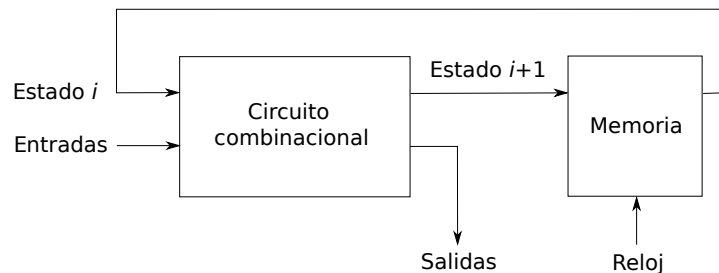 Estado i+1
Estado i
Circuito
combinacional
Memoria
Entradas
Salidas
Reloj